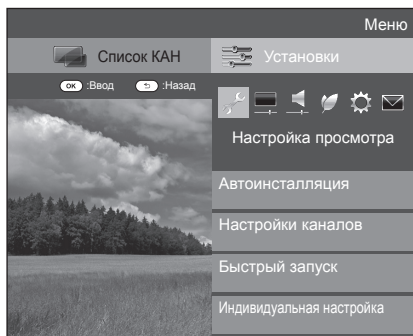 Меню
Список КАН
Установки
OK :Ввод :Назад
Настройка просмотра
Автоинсталляция
Настройки каналов
Быстрый запуск
Индивидуальная настройка